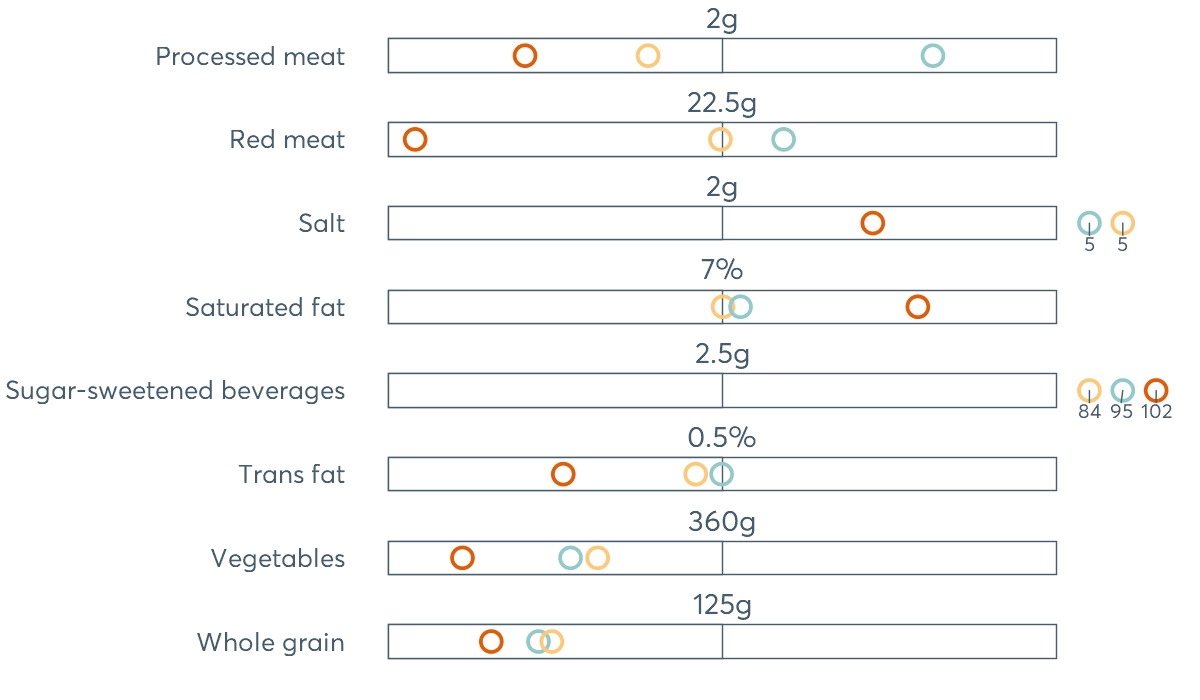 2g
Processed meat
22.5g
Red meat
2g
Salt
5 5
7%
Saturated fat
2.5g
Sugar-sweetened beverages
84 95 102
0.5%
Trans fat
360g
Vegetables
125g
Whole grain